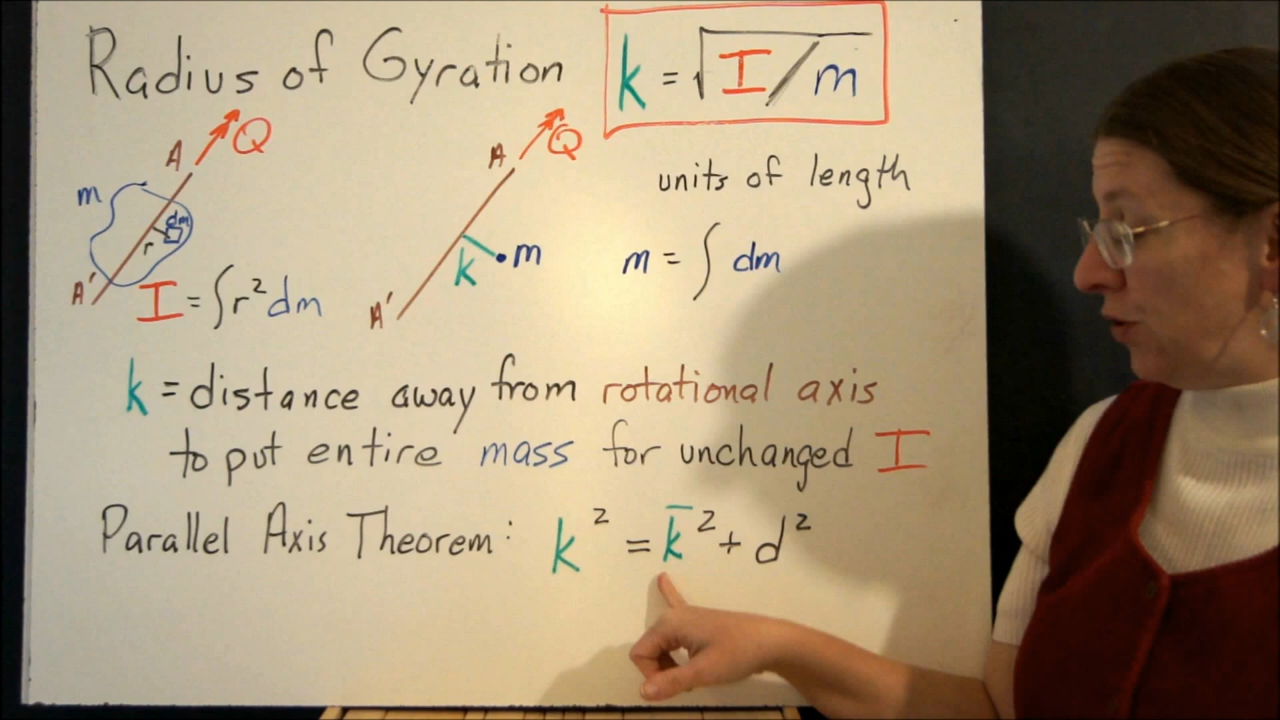 Radius of Gyration
k = √I/m
A Q
m
dm
r
A'
I = ∫r²dm
A Q
k m
A'
units of length
m = ∫ dm
k = distance away from rotational axis
to put entire mass for unchanged I
Parallel Axis Theorem: k² = k̄² + d²